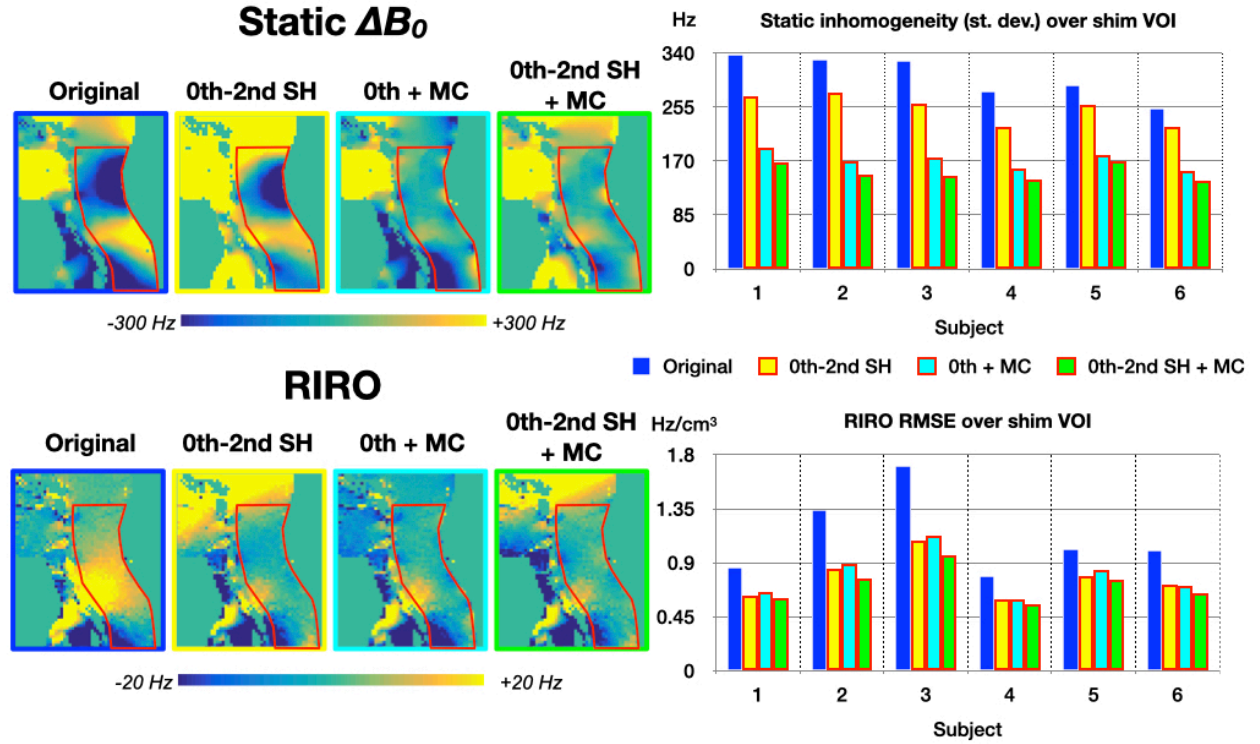 Static ΔB₀
Original
0th-2nd SH
0th + MC
0th-2nd SH
+ MC
-300 Hz
+300 Hz
RIRO
Original
0th-2nd SH
0th + MC
0th-2nd SH
+ MC
-20 Hz
+20 Hz
Hz
Static inhomogeneity (st. dev.) over shim VOI
340
255
170
85
0
1 2 3 4 5 6
Subject
Original 0th-2nd SH 0th + MC 0th-2nd SH + MC
Hz/cm³
RIRO RMSE over shim VOI
1.8
1.35
0.9
0.45
0
1 2 3 4 5 6
Subject